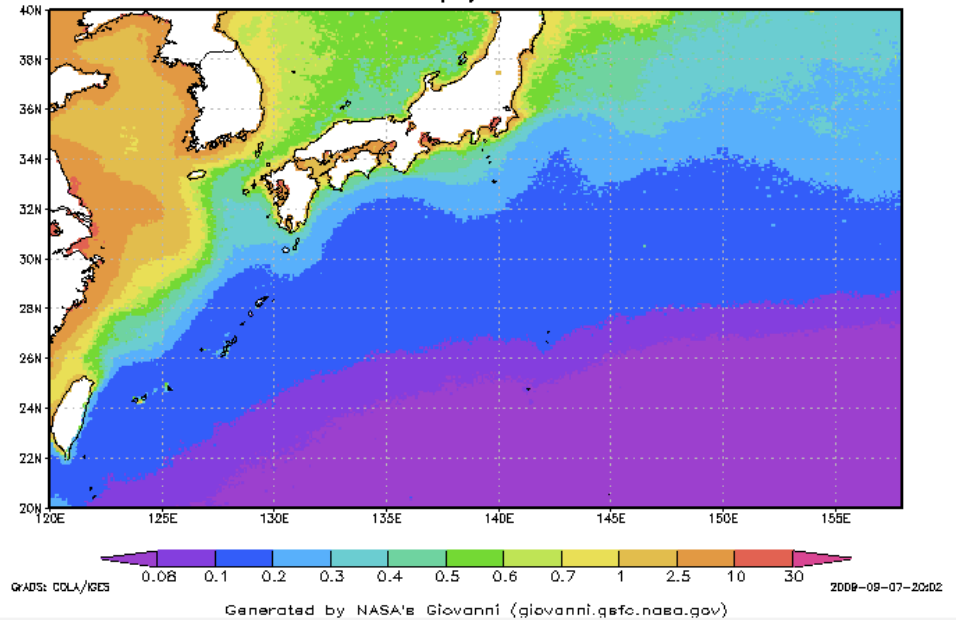 40N
38N
36N
34N
32N
30N
28N
26N
24N
22N
20N
120E 125E 130E 135E 140E 145E 150E 155E
0.08 0.1 0.2 0.3 0.4 0.5 0.6 0.7 1 2.5 10 30
GrADS: COLA/IGES 2009-09-07-20:02
Generated by NASA's Giovanni (giovanni.gsfc.nasa.gov)